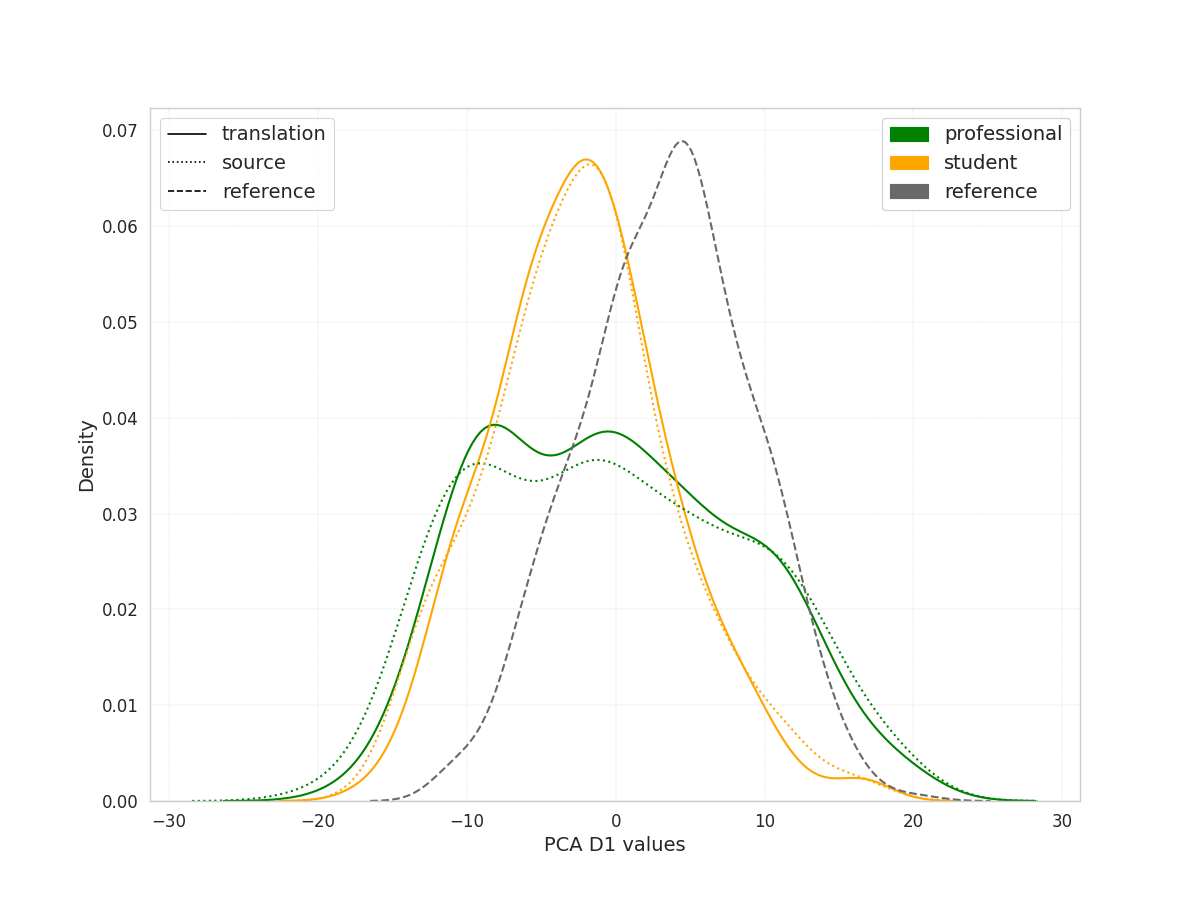 translation
source
reference
professional
student
reference
0.07
0.06
0.05
0.04
0.03
0.02
0.01
0.00
Density
−30 −20 −10 0 10 20 30
PCA D1 values